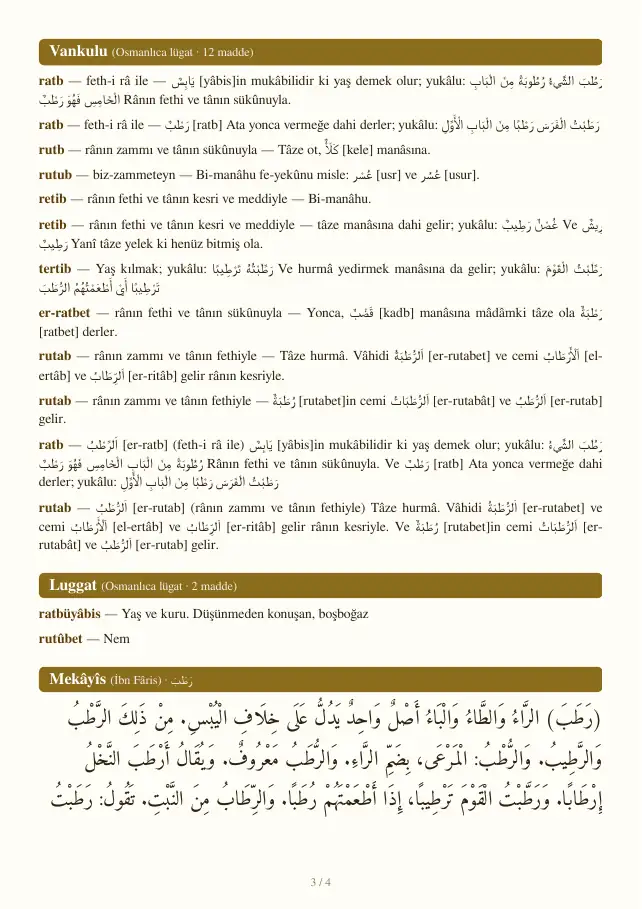 Vankulu (Osmanlıca lügat · 12 madde)
ratb — feth-i râ ile — يَابِسْ [yâbis]in mukâbilidir ki yaş demek olur; yukâlu: رَطُبَ الشَّيءُ رُطُوبَةُ مِنْ الْبَابِ
الْخَامِسِ فَهُوَ رَطْبٌ Rânın fethi ve tânın sükûnuyla.
ratb — feth-i râ ile — رَطْبٌ [ratb] Ata yonca vermeğe dahi derler; yukâlu: رَطَبْتُ الْفَرَسَ رَطْبًا مِنَ الْبَابِ الْأَوَّلِ
rutb — rânın zammı ve tânın sükûnuyla — Tâze ot, كَلَأٌ [kele] manâsına.
rutub — biz-zammeteyn — Bi-manâhu fe-yekûnu misle: عُسْر [usr] ve عُسُر [usur].
retib — rânın fethi ve tânın kesri ve meddiyle — Bi-manâhu.
retib — rânın fethi ve tânın kesri ve meddiyle — tâze manâsına dahi gelir; yukâlu: غُصْنٌ رَطِيبٌ Ve رِيشٌ
رَطِيبٌ Yanî tâze yelek ki henüz bitmiş ola.
tertib — Yaş kılmak; yukâlu: رَطَّبْتُهُ تَرْطِيبًا Ve hurmâ yedirmek manâsına da gelir; yukâlu: رَطَّبْتُ الْقَوْمَ
تَرْطِيبًا أَيْ أَطْعَمْتُهُمُ الرُّطَبَ
er-ratbet — rânın fethi ve tânın sükûnuyla — Yonca, قَضْبٌ [kadb] manâsına mâdâmki tâze ola رَطْبَةٌ
[ratbet] derler.
rutab — rânın zammı ve tânın fethiyle — Tâze hurmâ. Vâhidi اَلرُّطَبَةُ [er-rutabet] ve cemi اَلْأَرْطَابُ [el-
ertâb] ve اَلرِّطَابُ [er-ritâb] gelir rânın kesriyle.
rutab — rânın zammı ve tânın fethiyle — رُطَبَةٌ [rutabet]in cemi اَلرُّطَبَاتُ [er-rutabât] ve اَلرُّطَبُ [er-rutab]
gelir.
ratb — اَلرَّطْبُ [er-ratb] (feth-i râ ile) يَابِسْ [yâbis]in mukâbilidir ki yaş demek olur; yukâlu: رَطُبَ الشَّيءُ
رُطُوبَةُ مِنْ الْبَابِ الْخَامِسِ فَهُوَ رَطْبٌ Rânın fethi ve tânın sükûnuyla. Ve رَطْبٌ [ratb] Ata yonca vermeğe dahi
derler; yukâlu: رَطَبْتُ الْفَرَسَ رَطْبًا مِنَ الْبَابِ الْأَوَّلِ
rutab — اَلرُّطَبُ [er-rutab] (rânın zammı ve tânın fethiyle) Tâze hurmâ. Vâhidi اَلرُّطَبَةُ [er-rutabet] ve
cemi اَلْأَرْطَابُ [el-ertâb] ve اَلرِّطَابُ [er-ritâb] gelir rânın kesriyle. Ve رُطَبَةٌ [rutabet]in cemi اَلرُّطَبَاتُ [er-
rutabât] ve اَلرُّطَبُ [er-rutab] gelir.
Luggat (Osmanlıca lügat · 2 madde)
ratbüyâbis — Yaş ve kuru. Düşünmeden konuşan, boşboğaz
rutûbet — Nem
Mekâyîs (İbn Fâris) · رَطَبَ
(رَطَبَ) الرَّاءُ وَالطَّاءُ وَالْبَاءُ أَصْلٌ وَاحِدٌ يَدُلُّ عَلَى خِلَافِ الْيُبْسِ. مِنْ ذَلِكَ الرَّطْبُ
وَالرَّطِيبُ. وَالرُّطْبُ: الْمَرْعَى، بِضَمِّ الرَّاءِ. وَالرُّطَبُ مَعْرُوفٌ. وَيُقَالُ أَرْطَبَ النَّخْلُ
إِرْطَابًا. وَرَطَّبْتُ الْقَوْمَ تَرْطِيبًا، إِذَا أَطْعَمْتَهُمْ رُطَبًا. وَالرِّطَابُ مِنَ النَّبْتِ. تَقُولُ: رَطَبْتُ
3 / 4